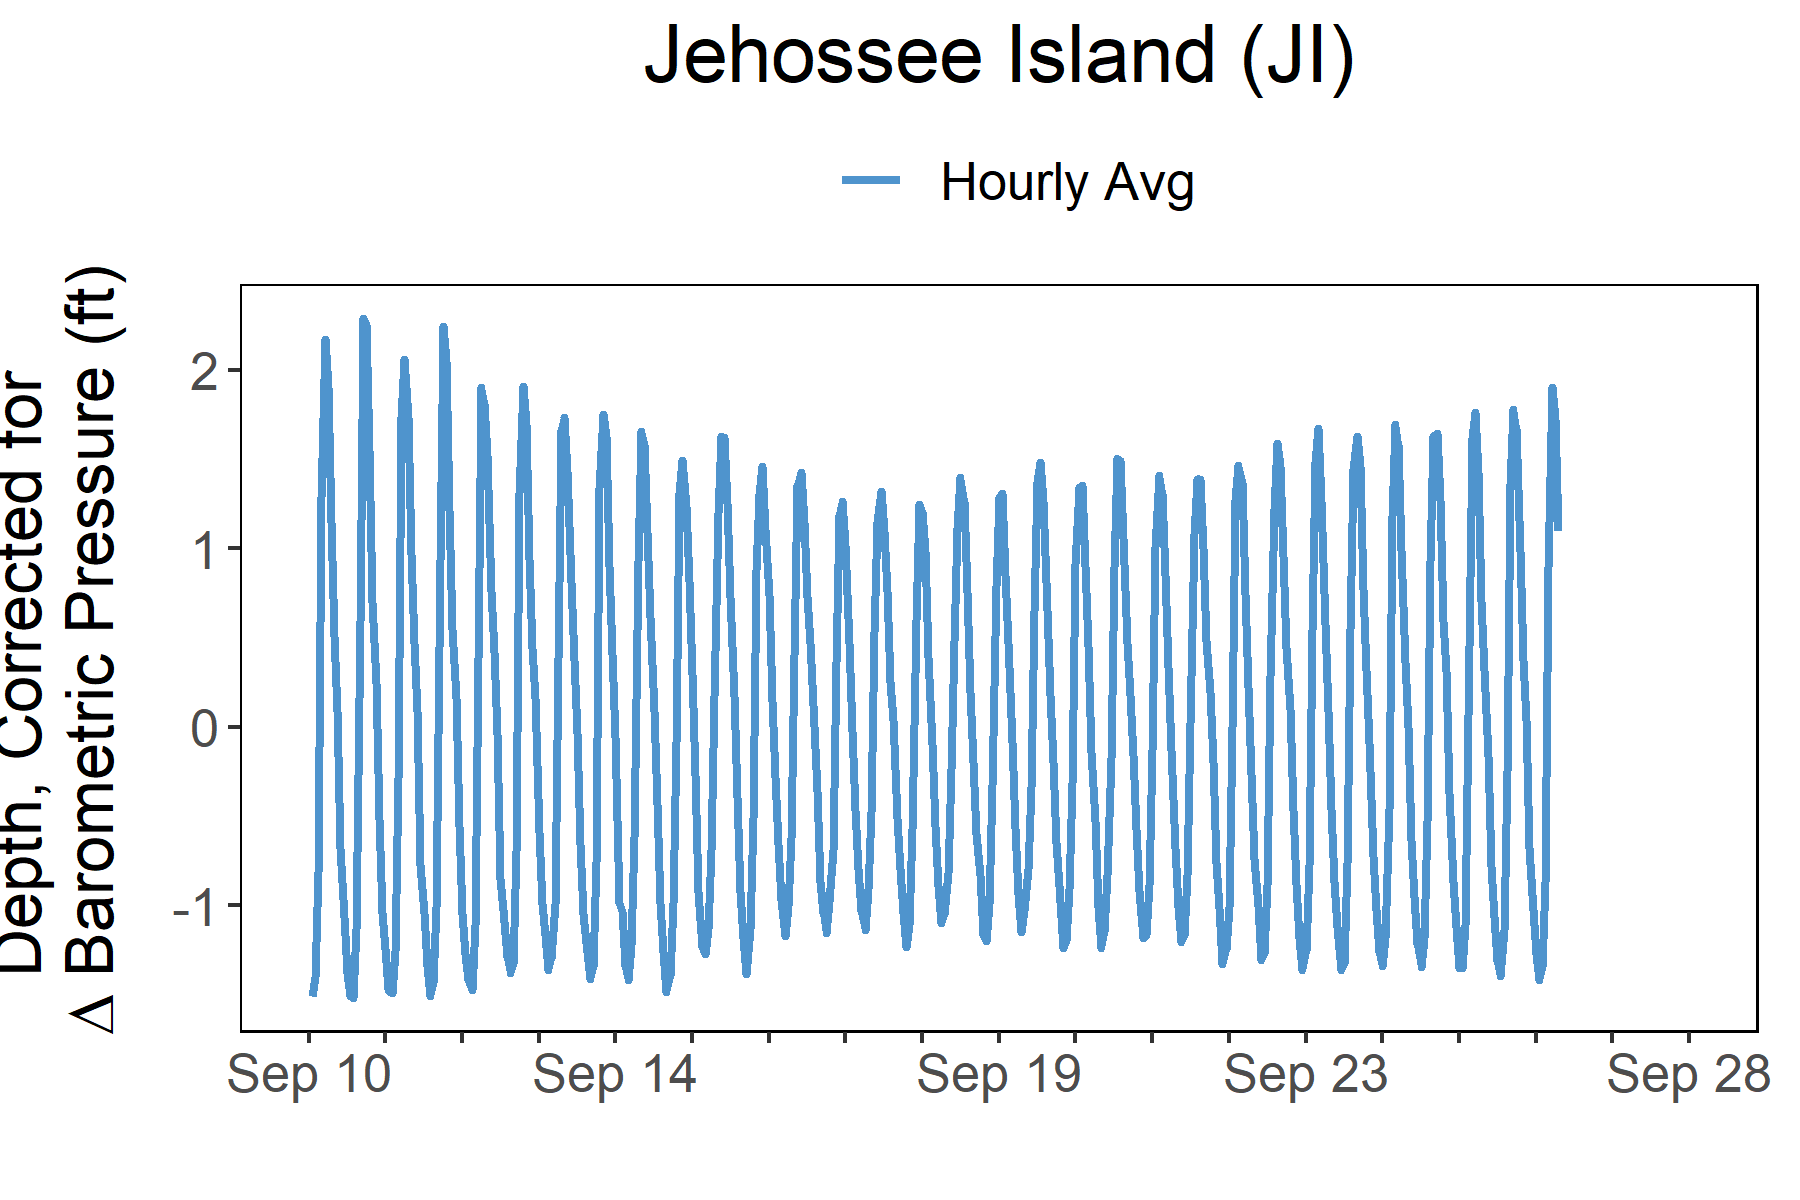 Jehossee Island (JI)
Hourly Avg
Depth, Corrected for
Δ Barometric Pressure (ft)
2
1
0
-1
Sep 10 Sep 14 Sep 19 Sep 23 Sep 28